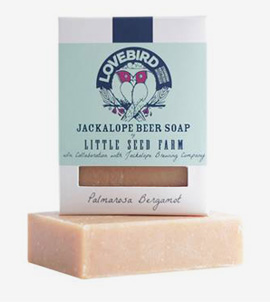 LOVEBIRD
JACKALOPE BEER SOAP
by
LITTLE SEED FARM
in Collaboration with Jackalope Brewing Company
Palmarosa Bergamot